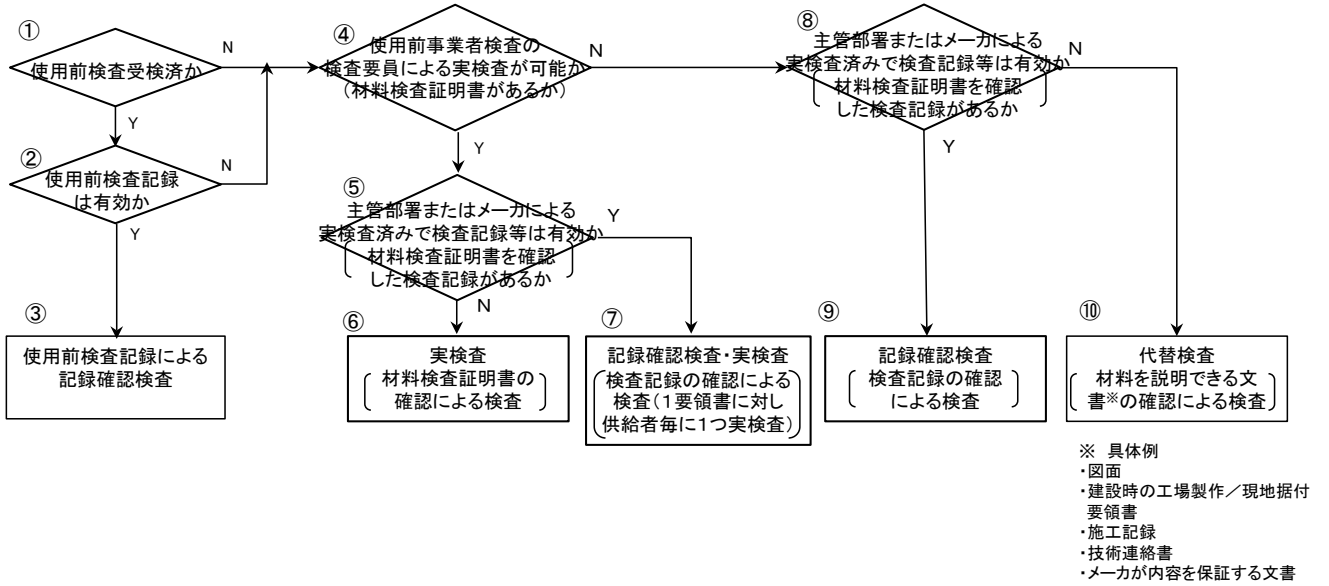 ①
使用前検査受検済か
N
Y
②
使用前検査記録
は有効か
N
Y
③
使用前検査記録による
記録確認検査
④
使用前事業者検査の
検査要員による実検査が可能か
（材料検査証明書があるか）
N
Y
⑤
主管部署またはメーカによる
実検査済みで検査記録等は有効か
材料検査証明書を確認
した検査記録があるか
Y
N
⑥
実検査
材料検査証明書の
確認による検査
⑦
記録確認検査・実検査
検査記録の確認による
検査（１要領書に対し
供給者毎に１つ実検査）
⑧
主管部署またはメーカによる
実検査済みで検査記録等は有効か
材料検査証明書を確認
した検査記録があるか
N
Y
⑨
記録確認検査
検査記録の確認
による検査
⑩
代替検査
材料を説明できる文
書※の確認による検査
※ 具体例
・図面
・建設時の工場製作／現地据付
要領書
・施工記録
・技術連絡書
・メーカが内容を保証する文書